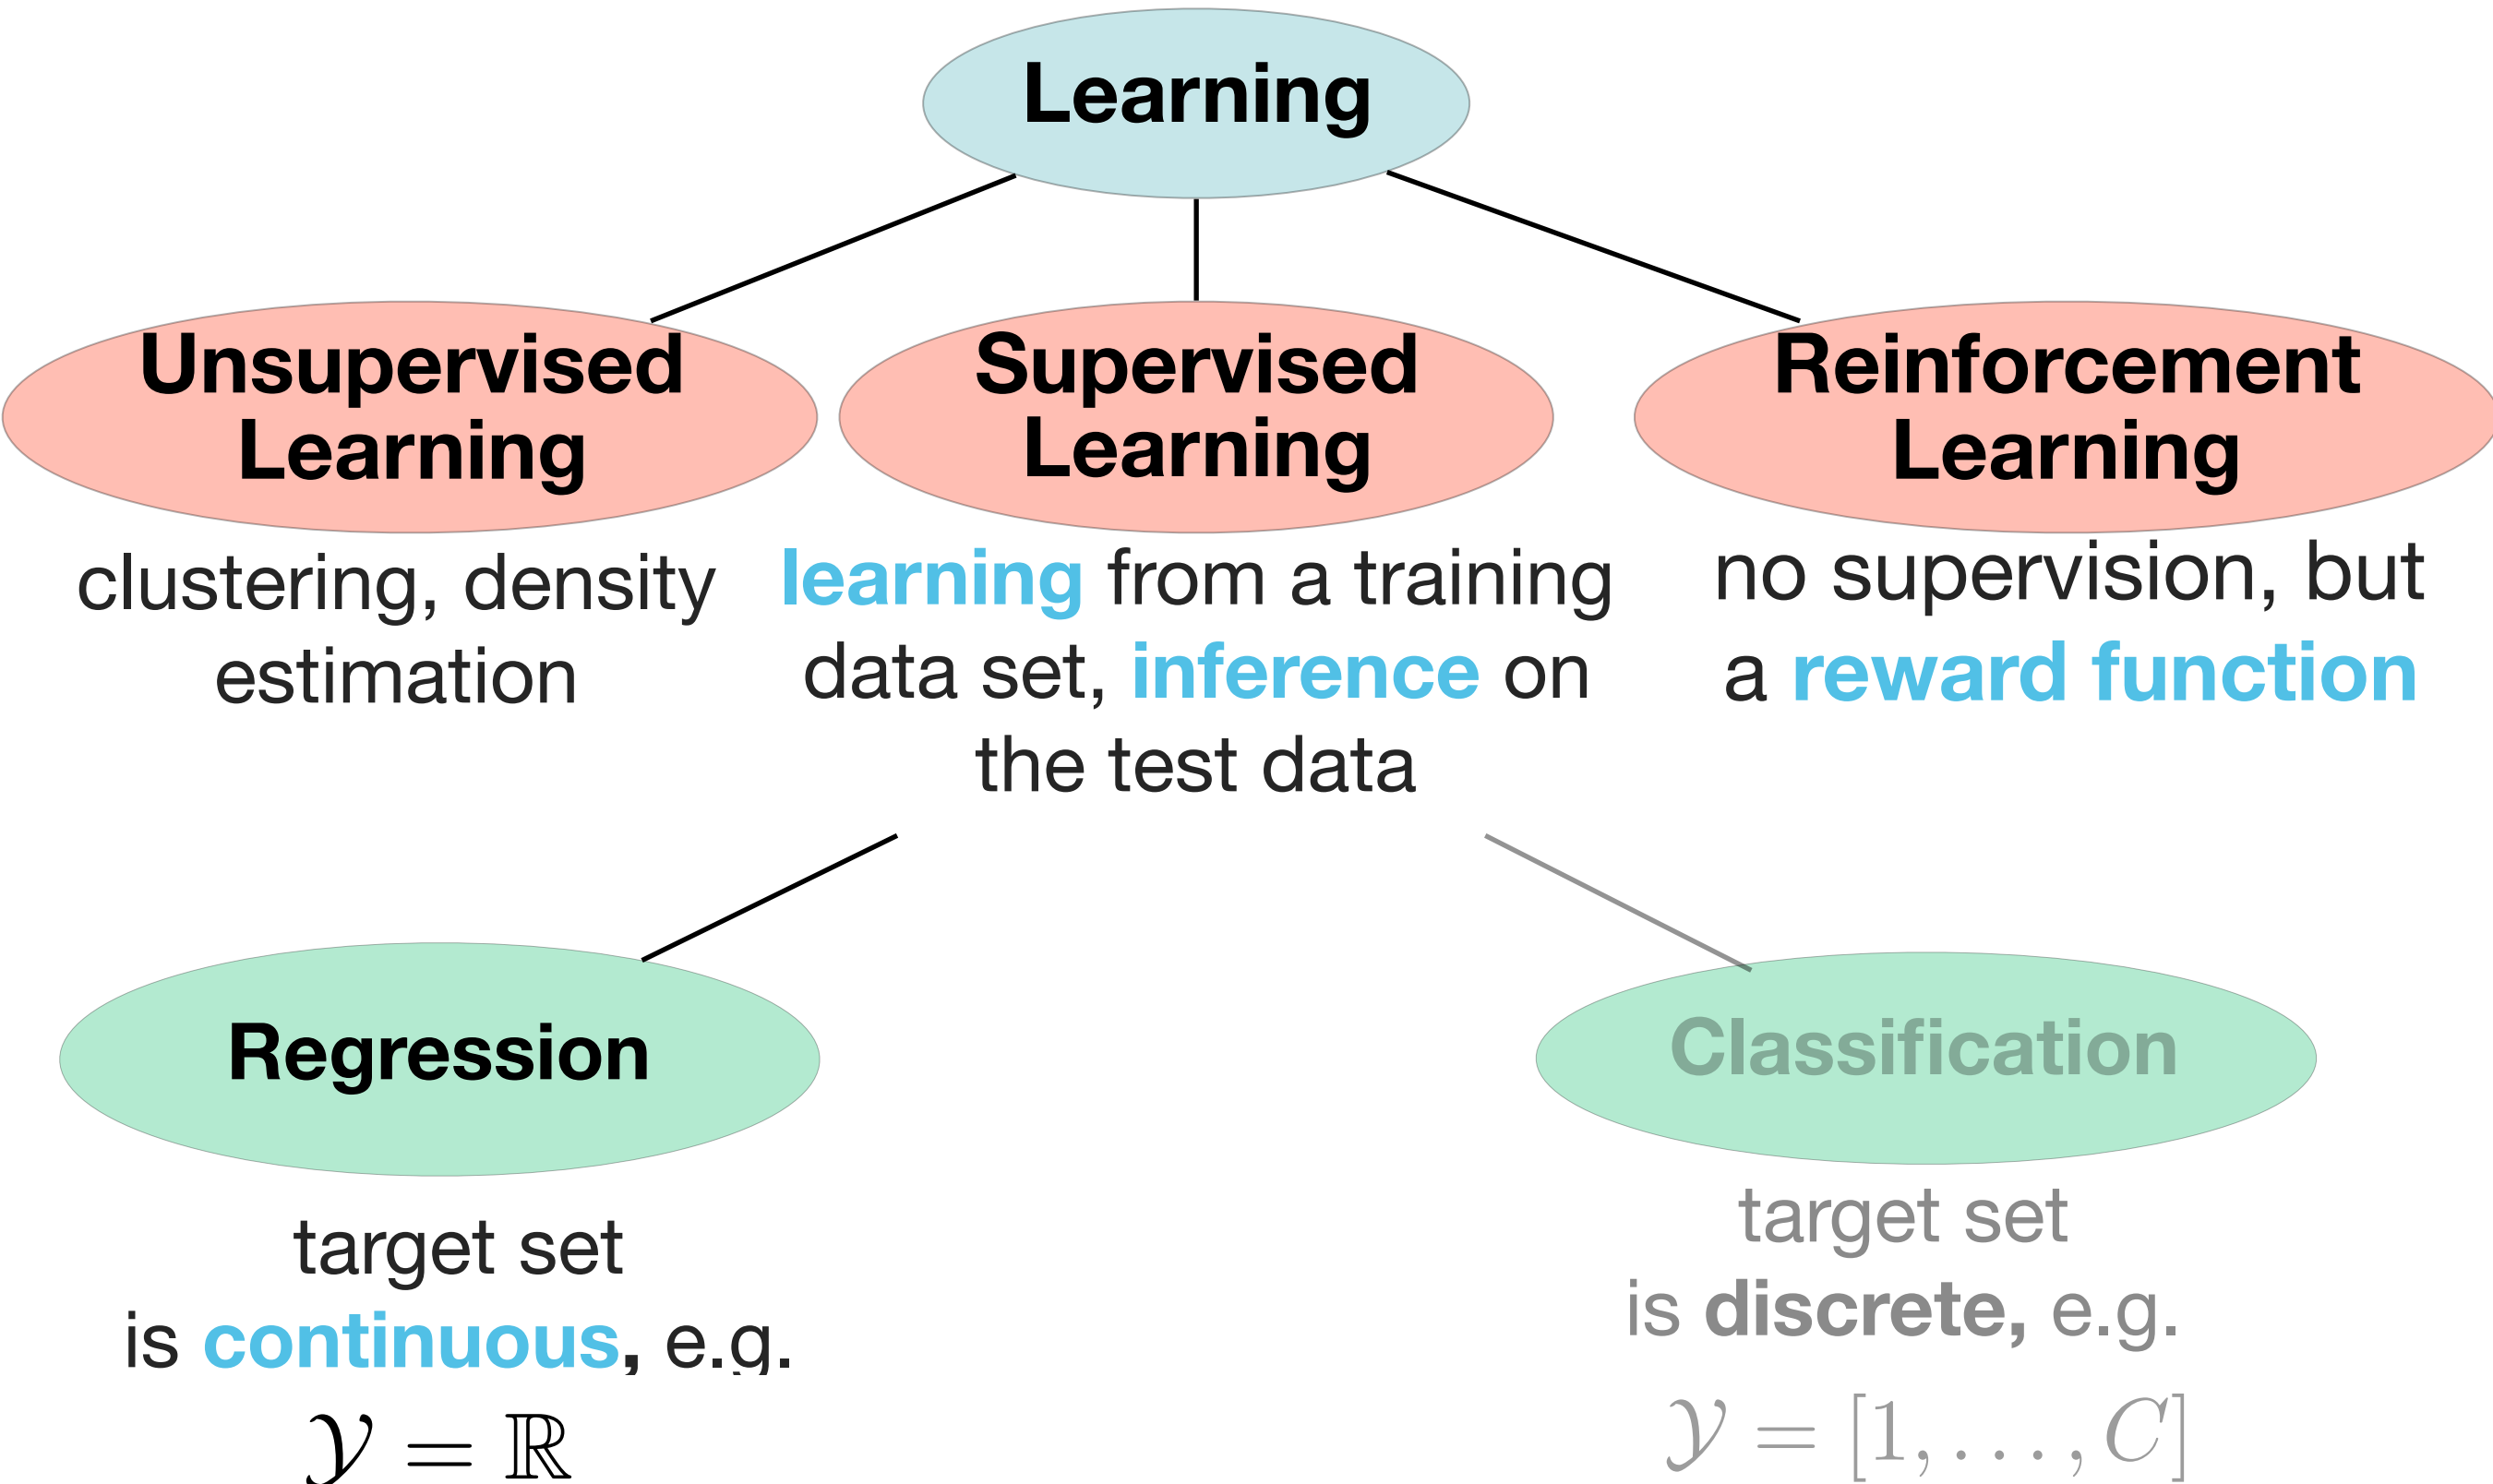 Learning
Unsupervised
Learning
clustering, density
estimation
Supervised
Learning
learning from a training
data set, inference on
the test data
Reinforcement
Learning
no supervision, but
a reward function
Regression
target set
is continuous, e.g.
𝒴 = ℝ
Classification
target set
is discrete, e.g.
𝒴 = [1, . . . , C]